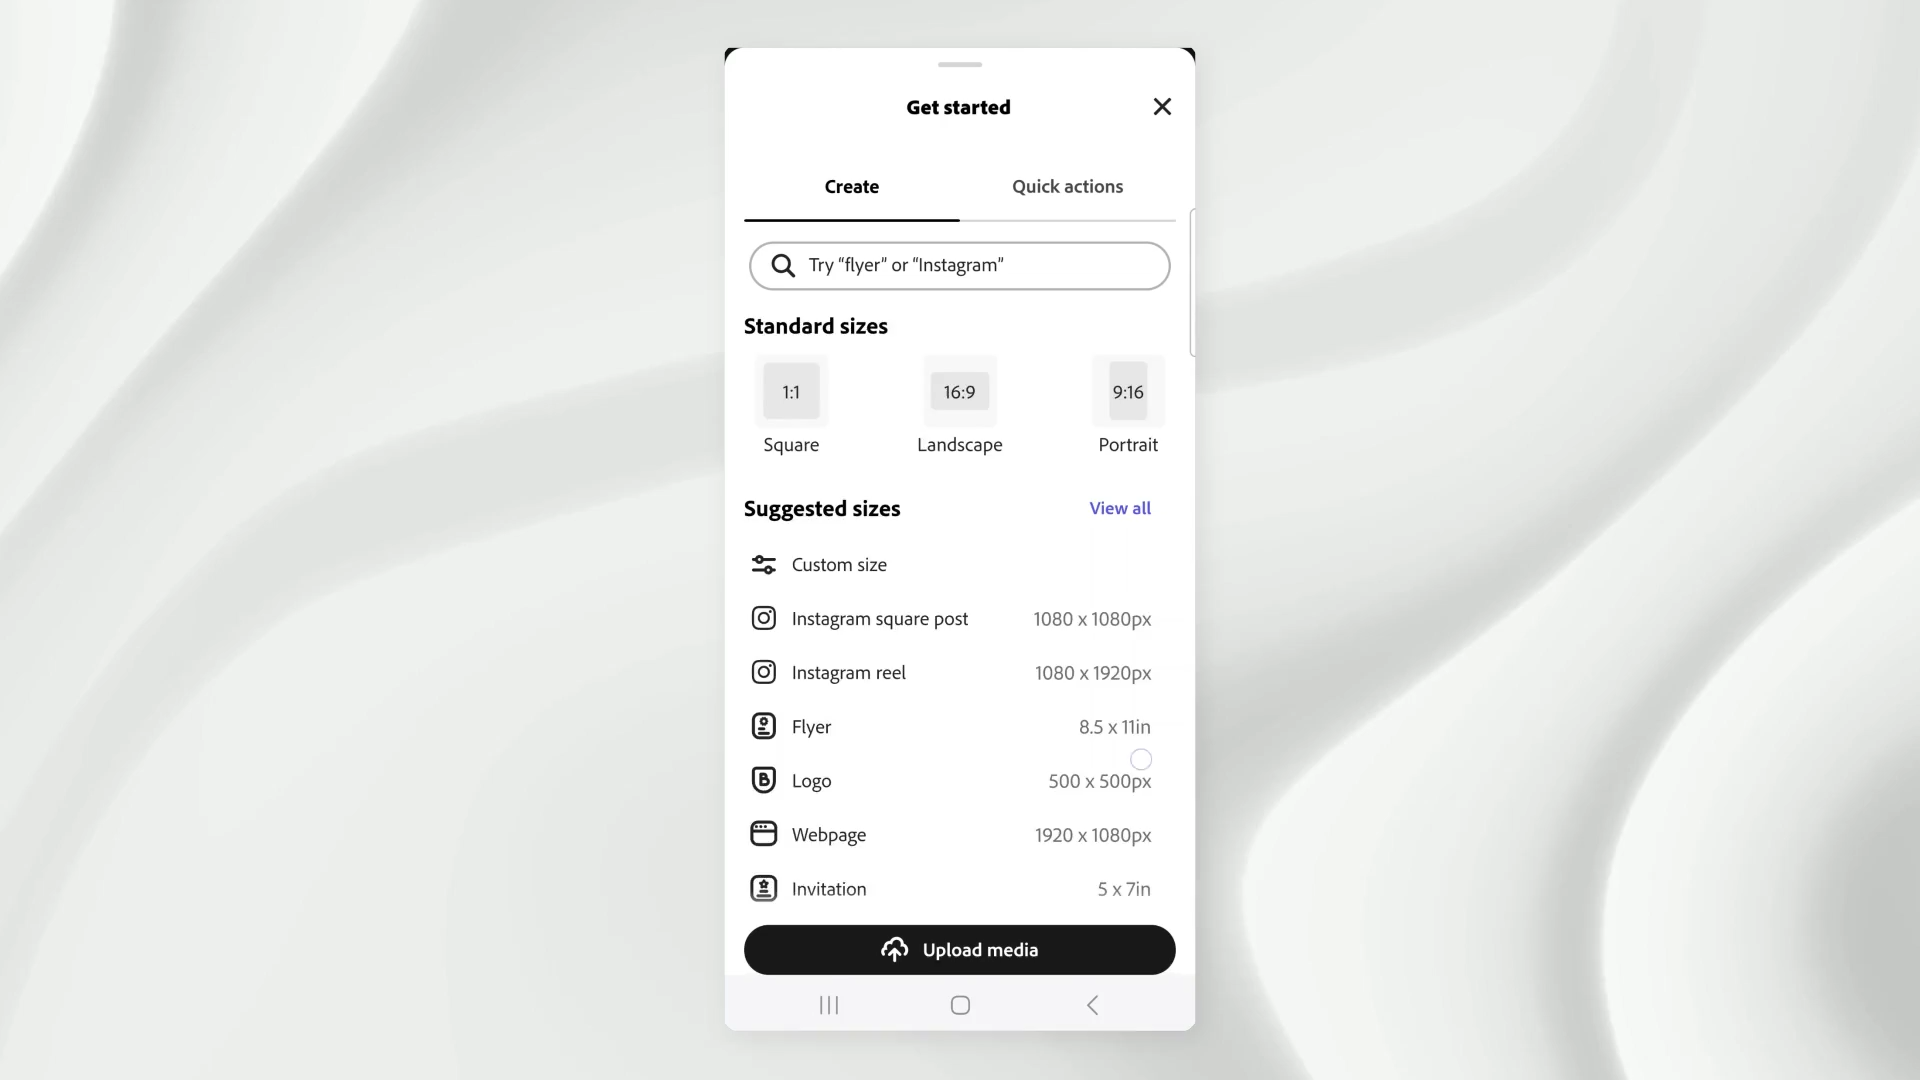 Get started
Create
Quick actions
Try “flyer” or “Instagram”
Standard sizes
1:1
16:9
9:16
Square
Landscape
Portrait
Suggested sizes
View all
Custom size
Instagram square post
1080 x 1080px
Instagram reel
1080 x 1920px
Flyer
8.5 x 11in
Logo
500 x 500px
Webpage
1920 x 1080px
Invitation
5 x 7in
Upload media